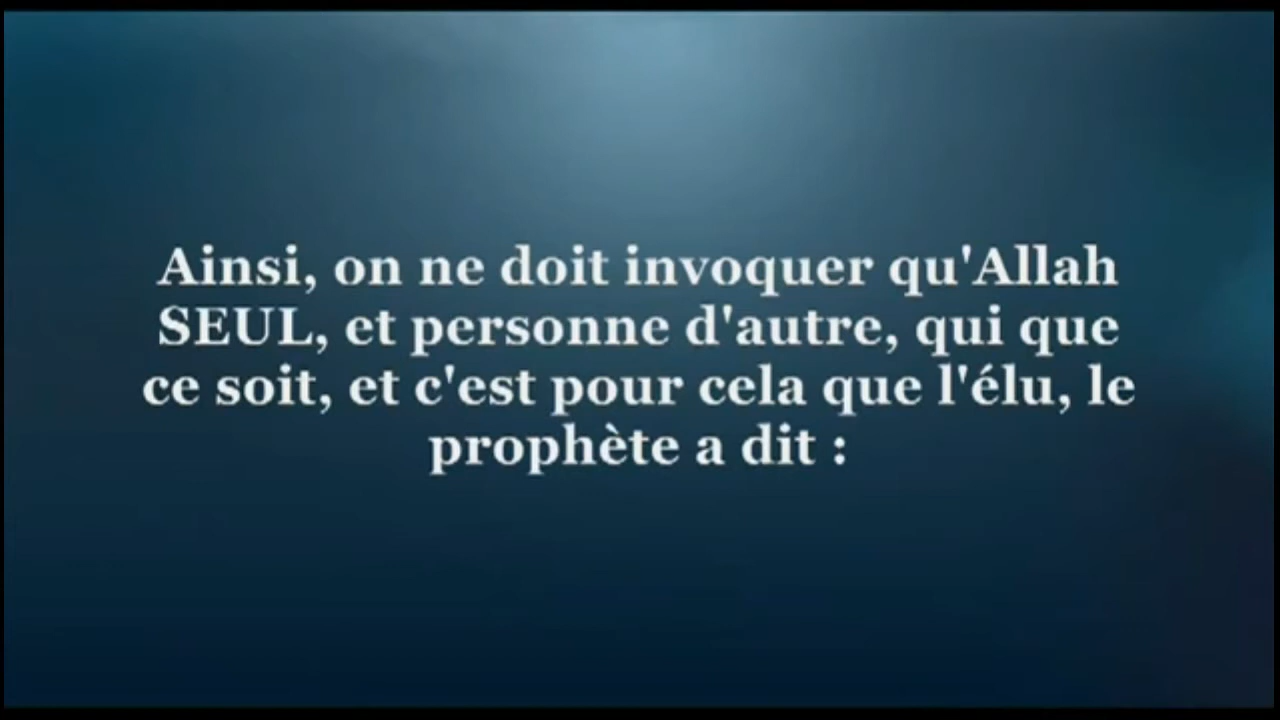 Ainsi, on ne doit invoquer qu'Allah
SEUL, et personne d'autre, qui que
ce soit, et c'est pour cela que l'élu, le
prophète a dit :